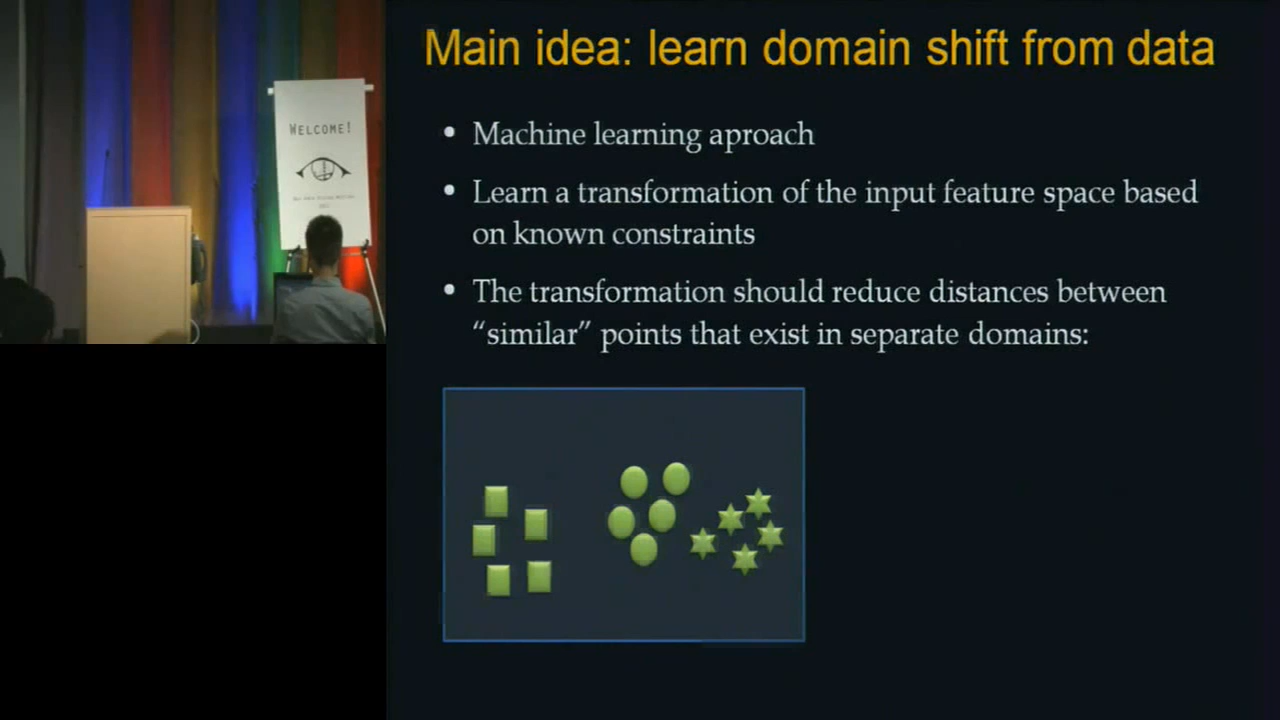 Main idea: learn domain shift from data
• Machine learning aproach
• Learn a transformation of the input feature space based
on known constraints
• The transformation should reduce distances between
“similar” points that exist in separate domains:
WELCOME!